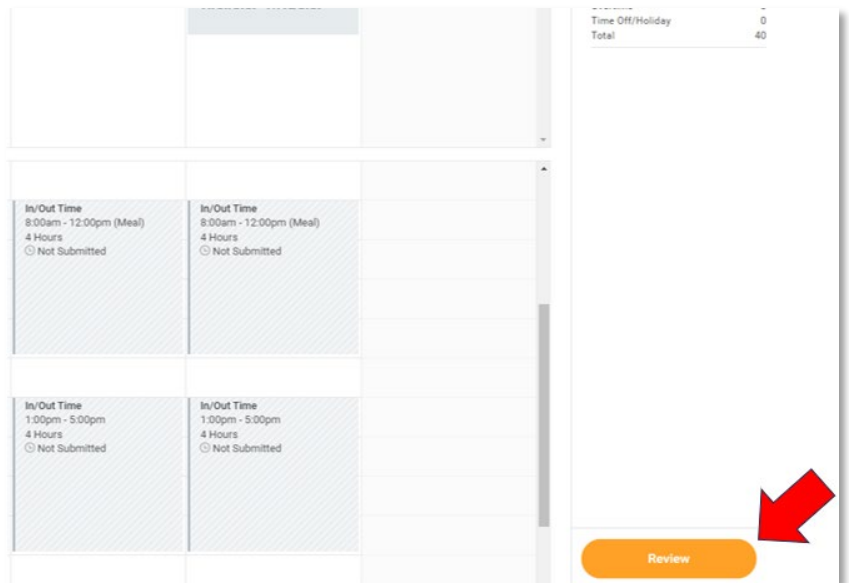 Time Off/Holiday 0
Total 40
In/Out Time
8:00am - 12:00pm (Meal)
4 Hours
Not Submitted
In/Out Time
8:00am - 12:00pm (Meal)
4 Hours
Not Submitted
In/Out Time
1:00pm - 5:00pm
4 Hours
Not Submitted
In/Out Time
1:00pm - 5:00pm
4 Hours
Not Submitted
Review